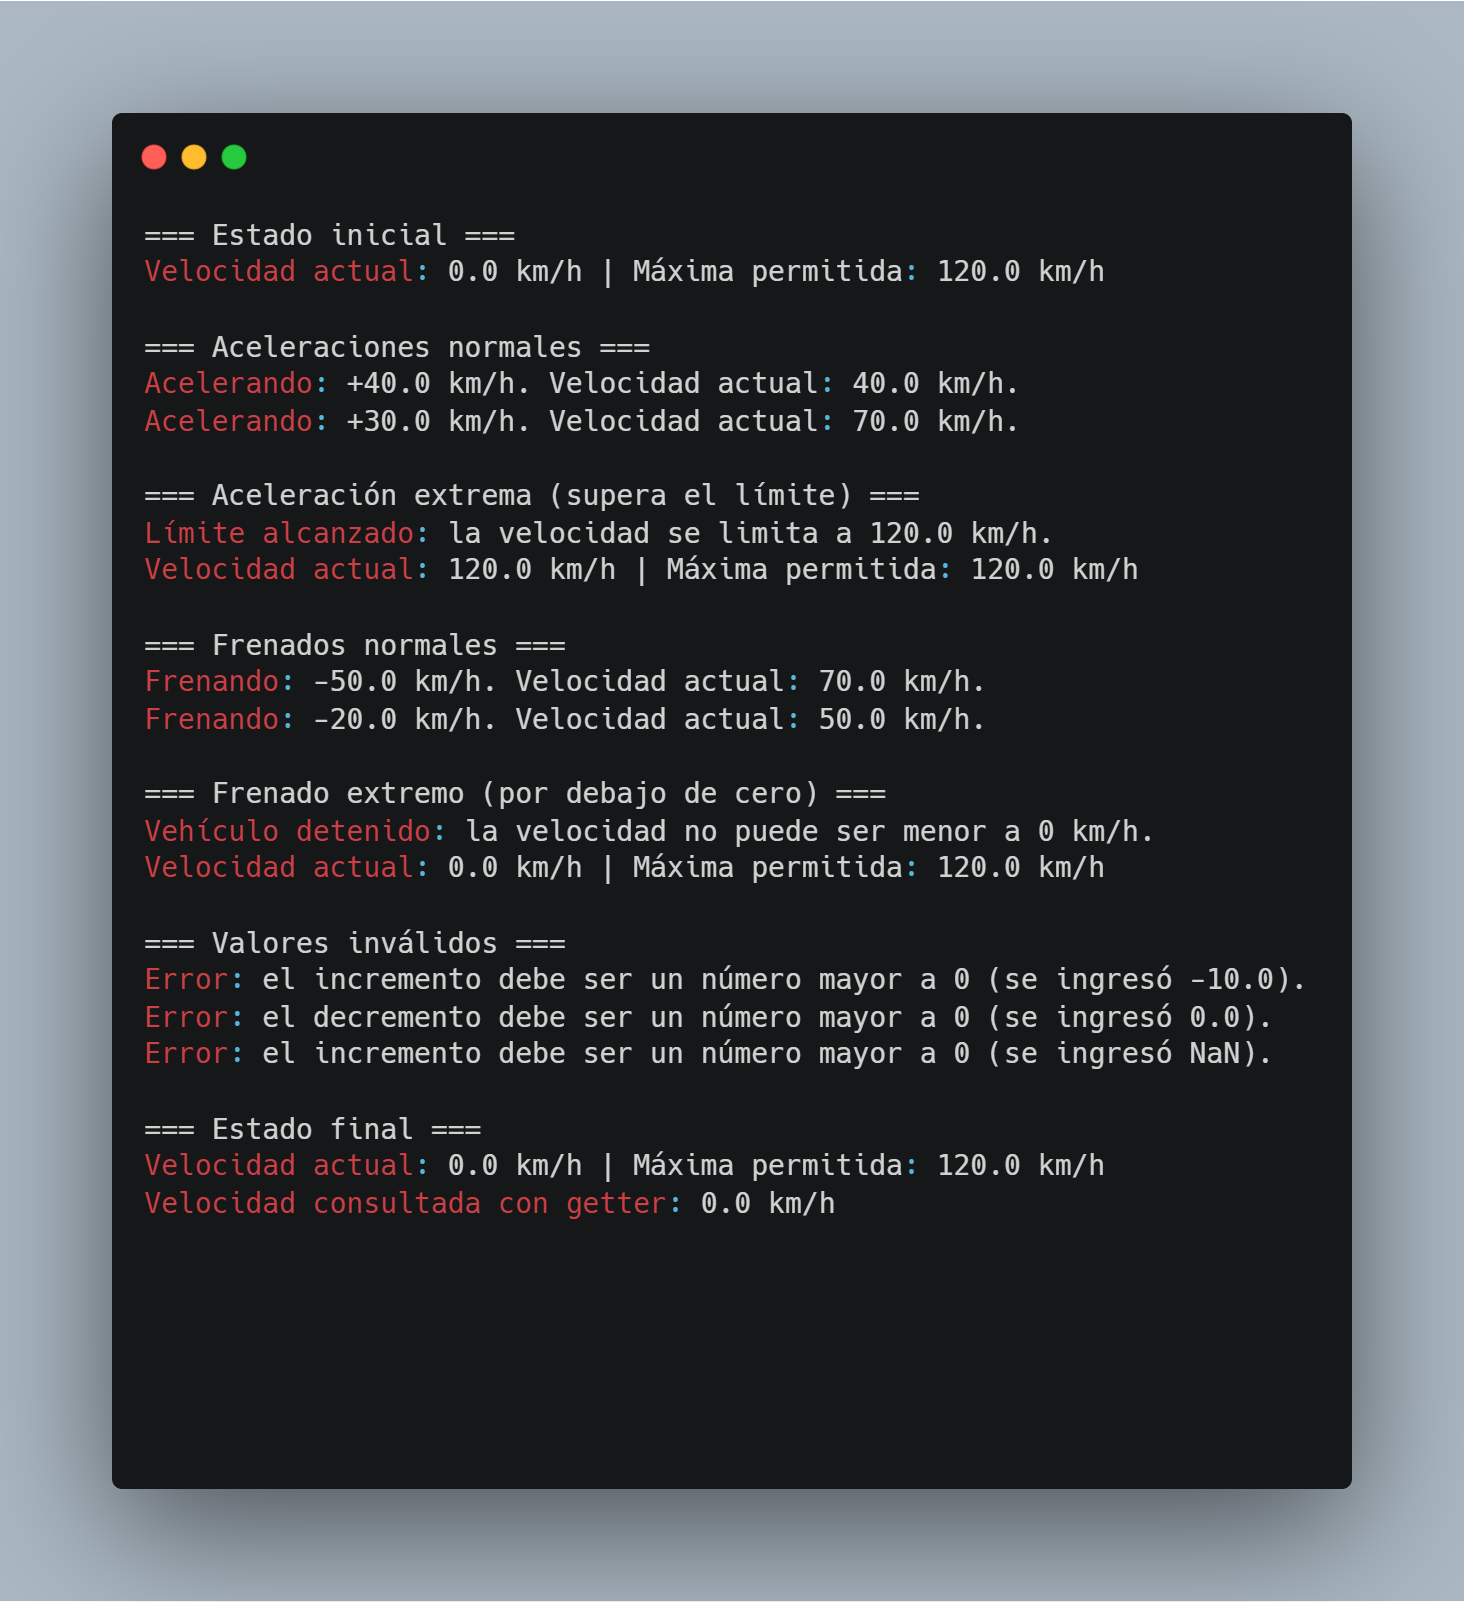 === Estado inicial ===
Velocidad actual: 0.0 km/h | Máxima permitida: 120.0 km/h
=== Aceleraciones normales ===
Acelerando: +40.0 km/h. Velocidad actual: 40.0 km/h.
Acelerando: +30.0 km/h. Velocidad actual: 70.0 km/h.
=== Aceleración extrema (supera el límite) ===
Límite alcanzado: la velocidad se limita a 120.0 km/h.
Velocidad actual: 120.0 km/h | Máxima permitida: 120.0 km/h
=== Frenados normales ===
Frenando: -50.0 km/h. Velocidad actual: 70.0 km/h.
Frenando: -20.0 km/h. Velocidad actual: 50.0 km/h.
=== Frenado extremo (por debajo de cero) ===
Vehículo detenido: la velocidad no puede ser menor a 0 km/h.
Velocidad actual: 0.0 km/h | Máxima permitida: 120.0 km/h
=== Valores inválidos ===
Error: el incremento debe ser un número mayor a 0 (se ingresó -10.0).
Error: el decremento debe ser un número mayor a 0 (se ingresó 0.0).
Error: el incremento debe ser un número mayor a 0 (se ingresó NaN).
=== Estado final ===
Velocidad actual: 0.0 km/h | Máxima permitida: 120.0 km/h
Velocidad consultada con getter: 0.0 km/h